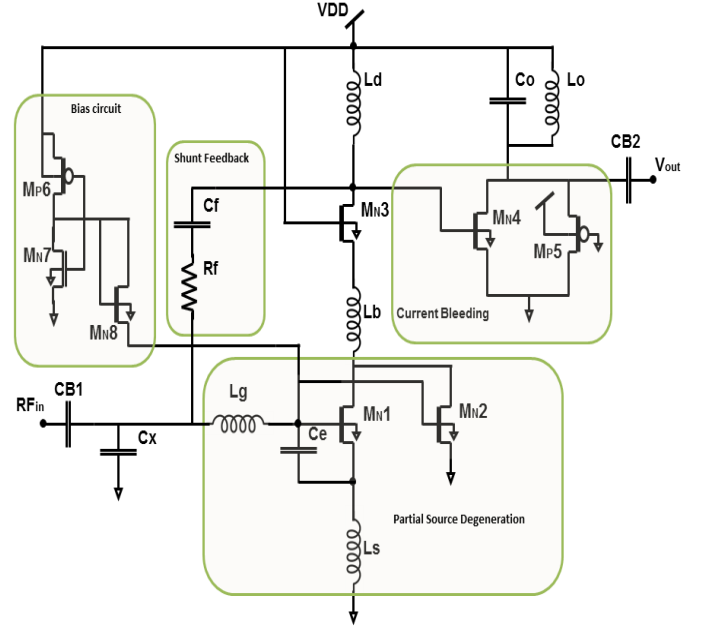 VDD
Ld
Co
Lo
CB2
Vout
Bias circuit
Shunt Feedback
MP6
Cf
MN3
MN4
MP5
MN7
Rf
Lb
Current Bleeding
MN8
CB1
RFin
Lg
MN1
MN2
Cx
Ce
Partial Source Degeneration
Ls